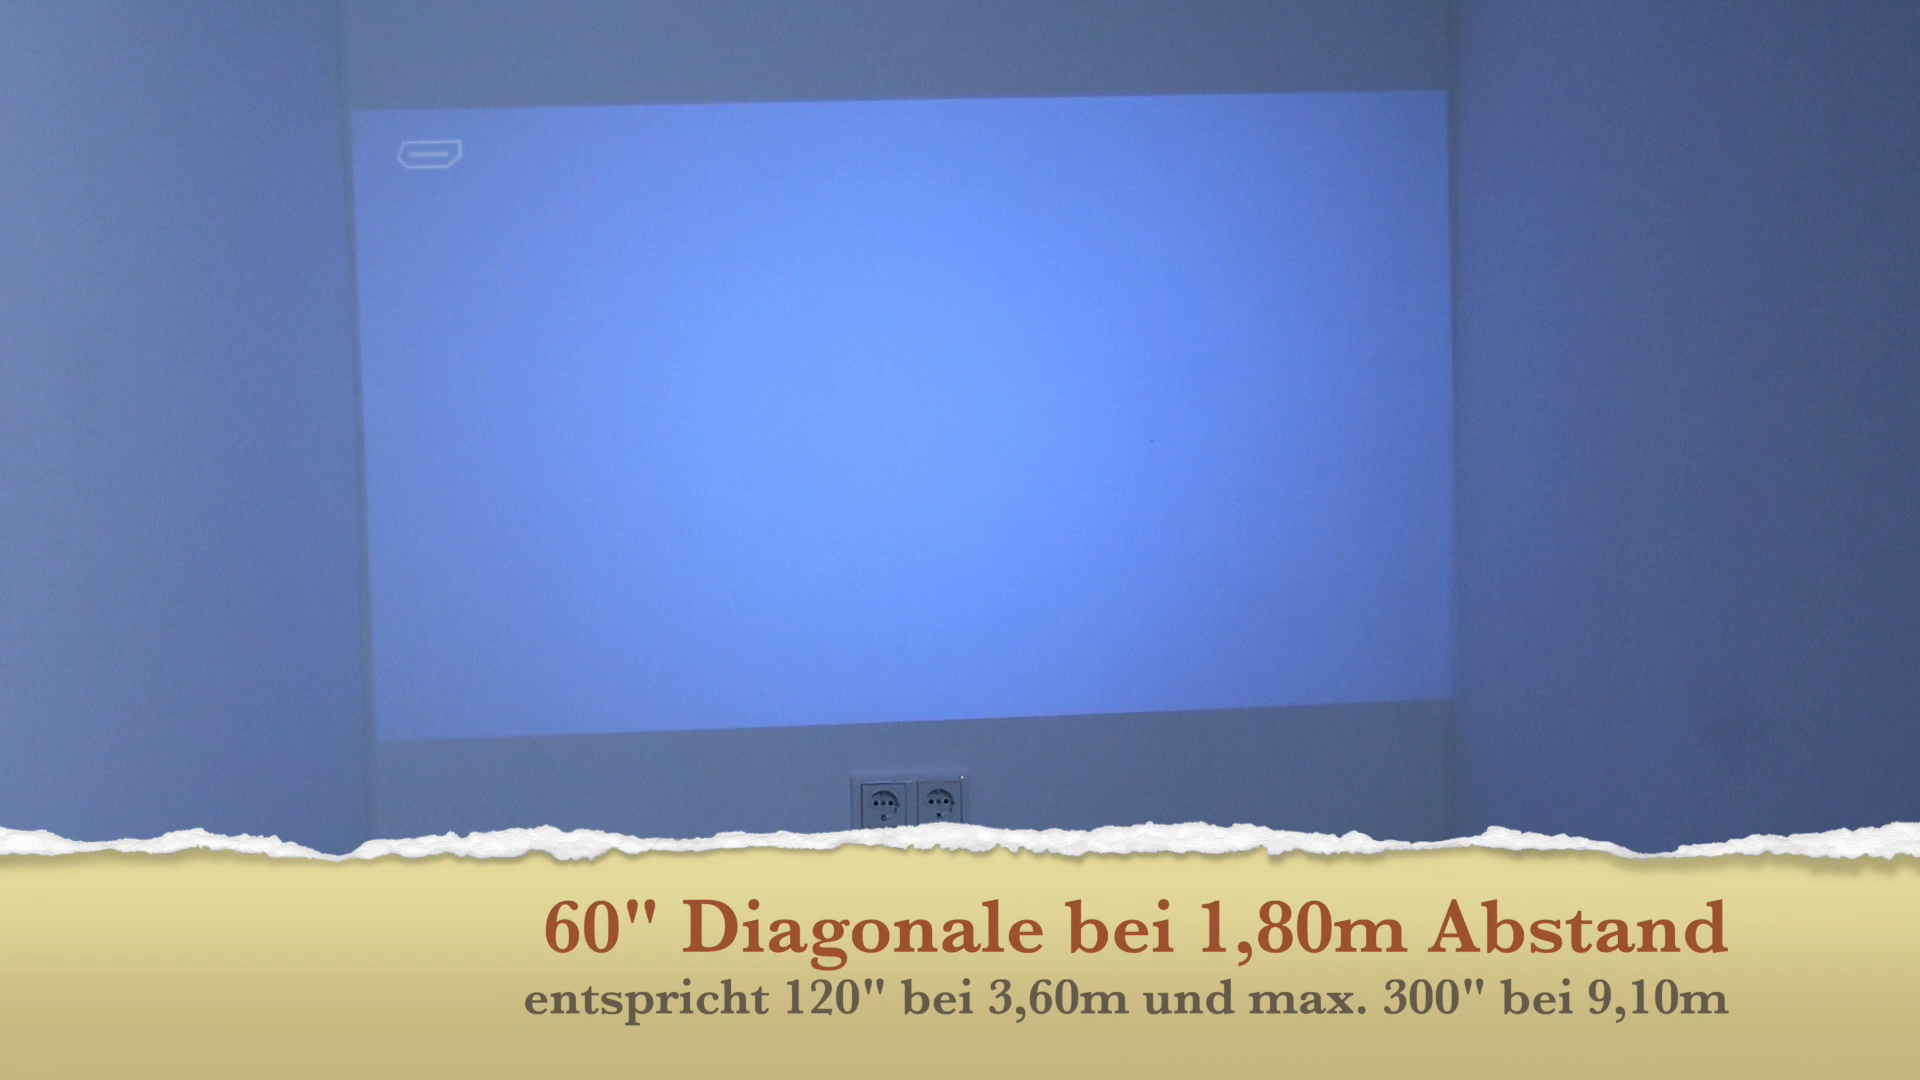 60" Diagonale bei 1,80m Abstand
entspricht 120" bei 3,60m und max. 300" bei 9,10m